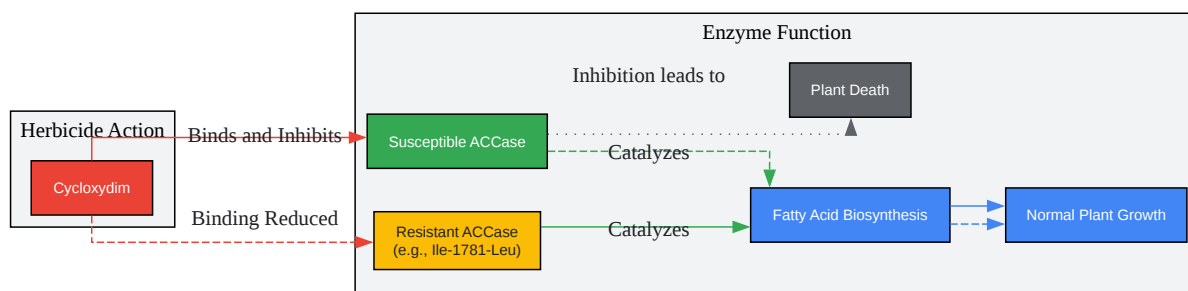 Enzyme Function
Inhibition leads to
Plant Death
Herbicide Action
Binds and Inhibits
Susceptible ACCase
Catalyzes
Cycloxydim
Binding Reduced
Resistant ACCase
(e.g., Ile-1781-Leu)
Catalyzes
Fatty Acid Biosynthesis
Normal Plant Growth